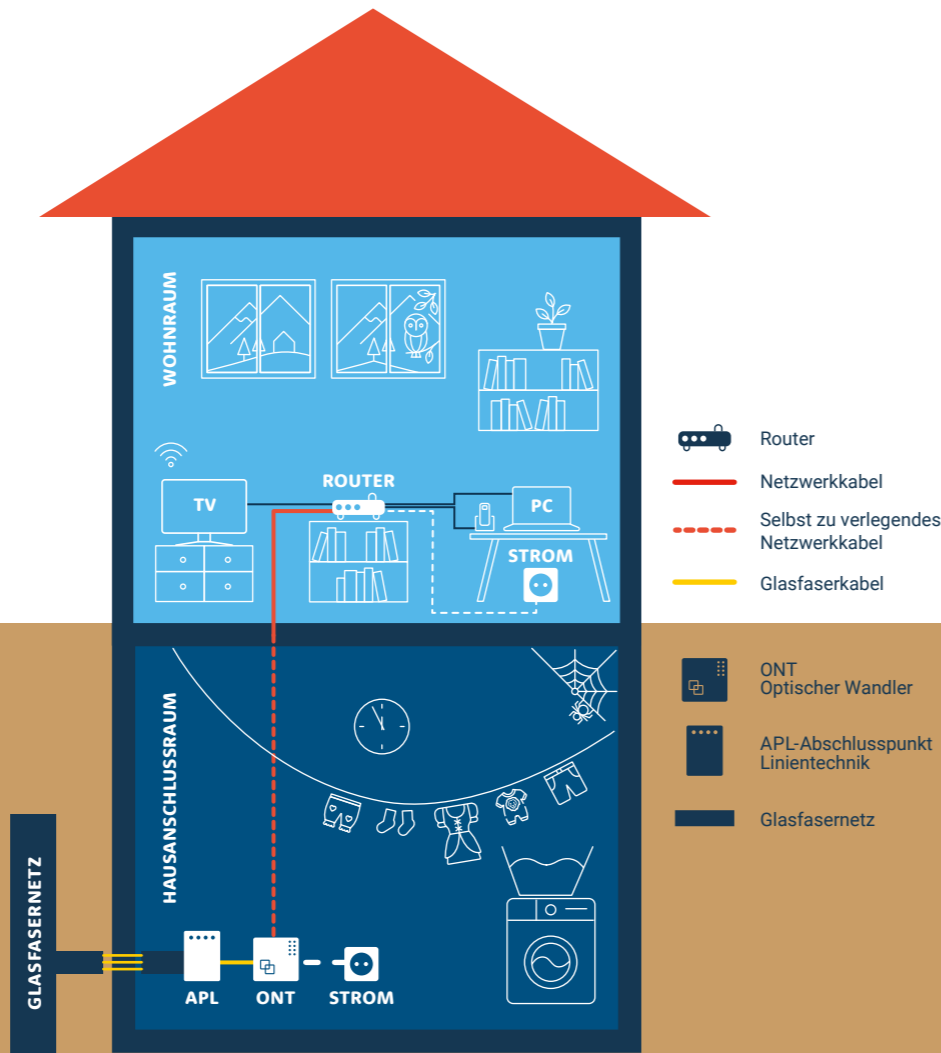 WOHNRAUM
TV
ROUTER
PC
STROM
Router
Netzwerkkabel
Selbst zu verlegendes
Netzwerkkabel
Glasfaserkabel
ONT
Optischer Wandler
APL-Abschlusspunkt
Linientechnik
Glasfasernetz
HAUSANSCHLUSSRAUM
GLASFASERNETZ
APL
ONT
STROM